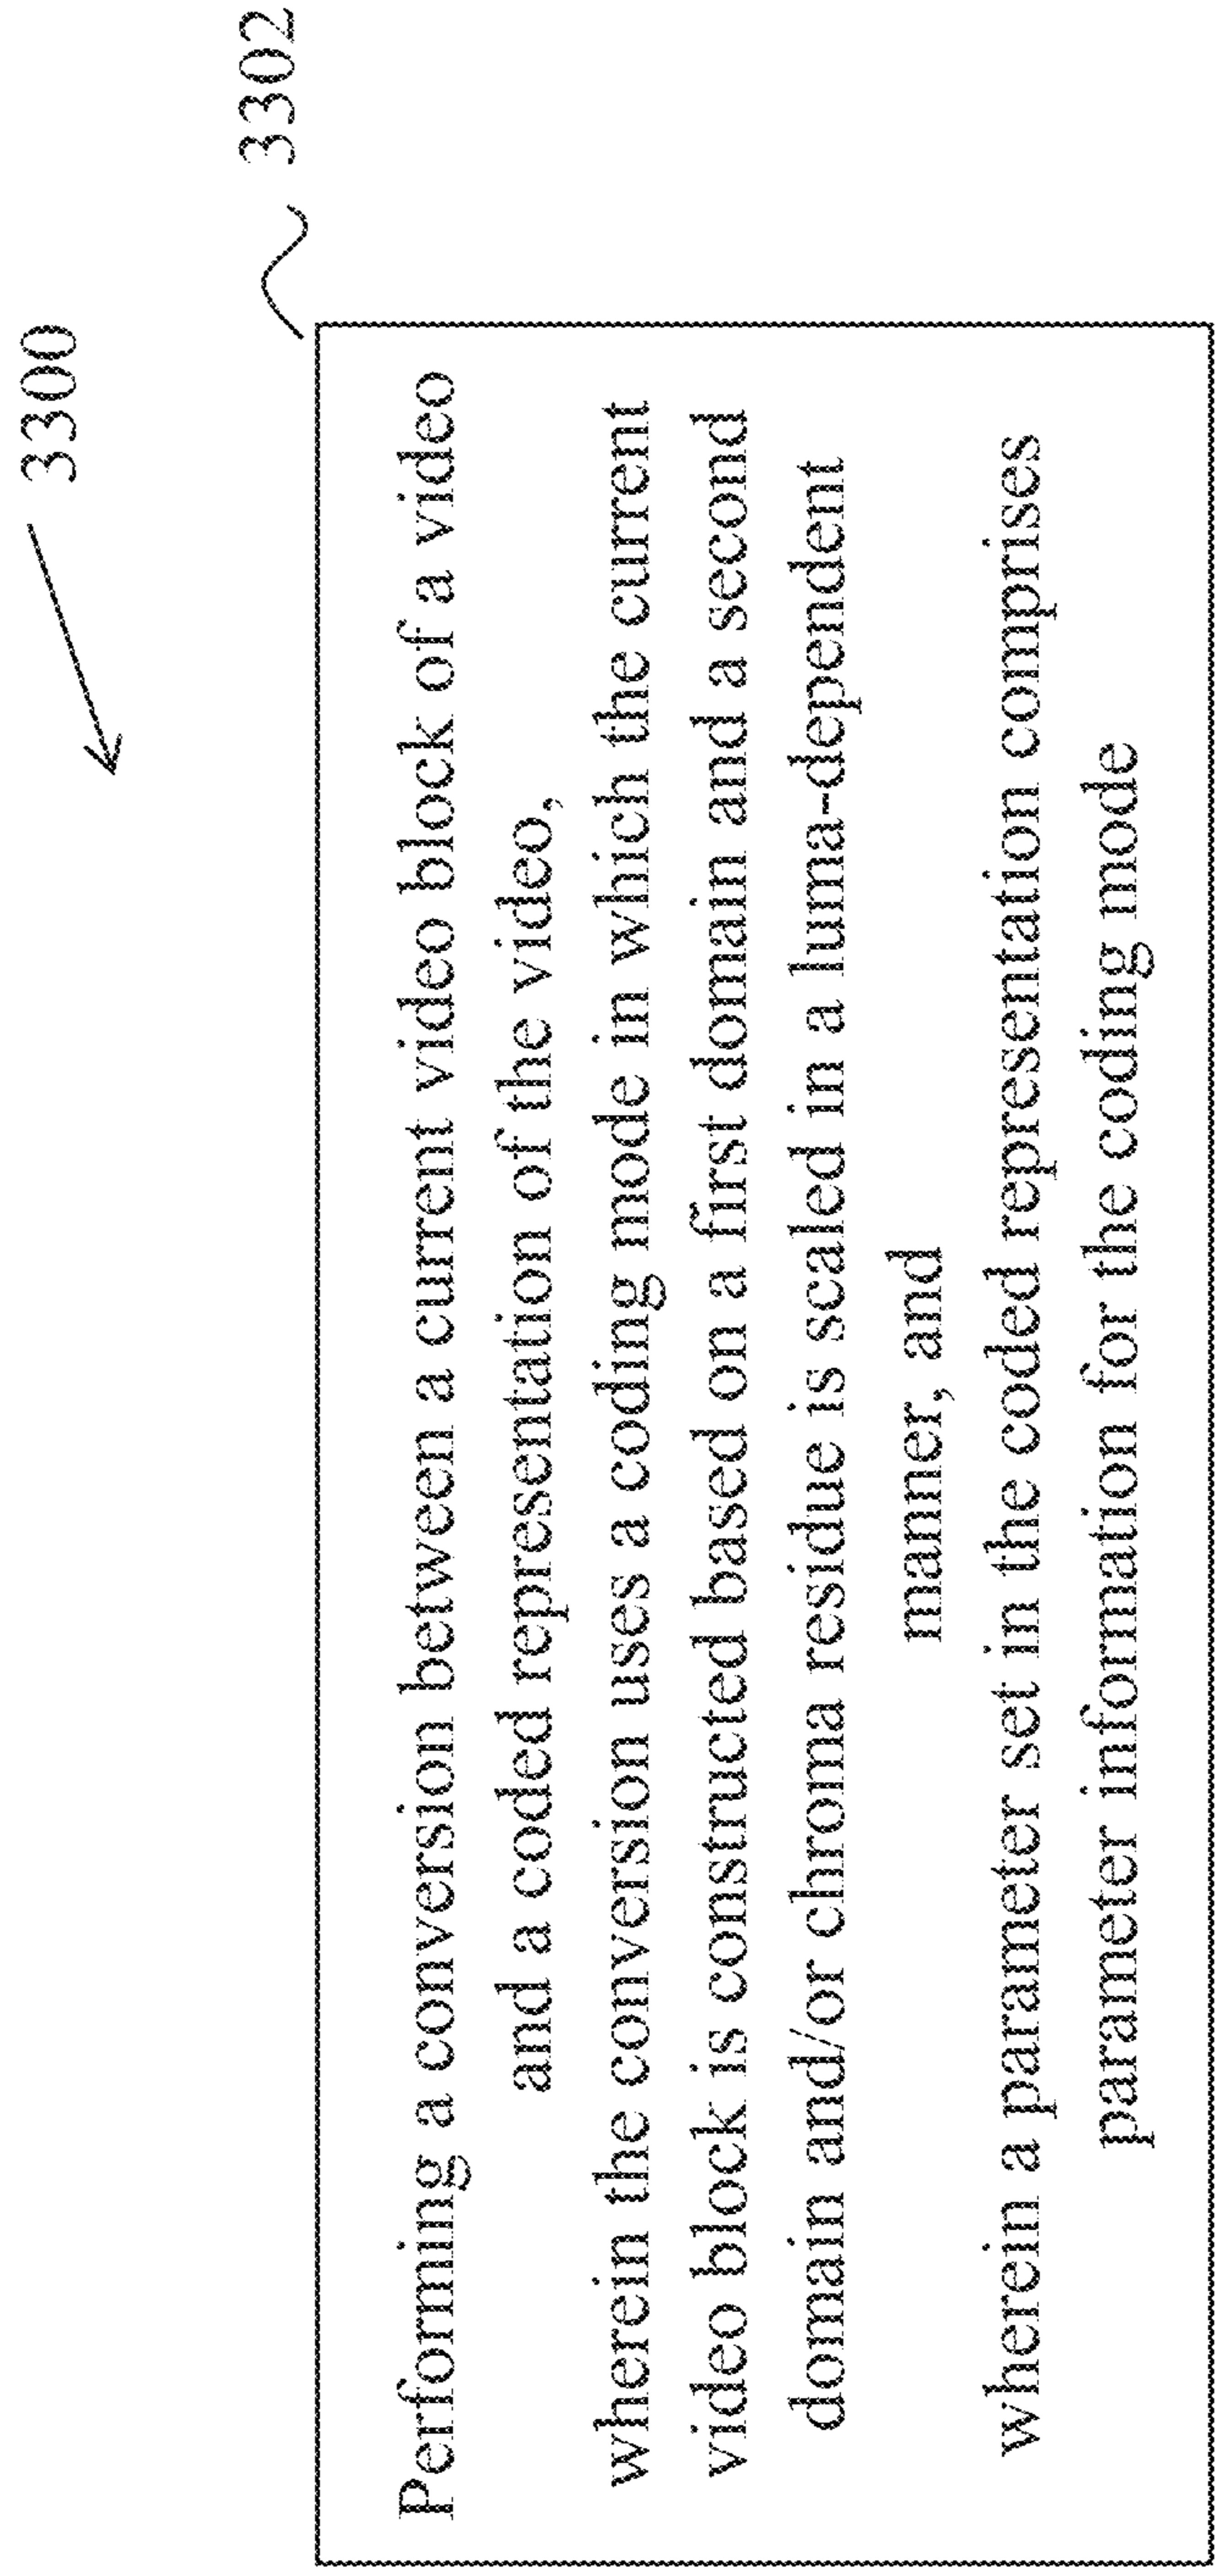 3300
3302
Performing a conversion between a current video block of a video
and a coded representation of the video,
wherein the conversion uses a coding mode in which the current
video block is constructed based on a first domain and a second
domain and/or chroma residue is scaled in a luma-dependent
manner, and
wherein a parameter set in the coded representation comprises
parameter information for the coding mode